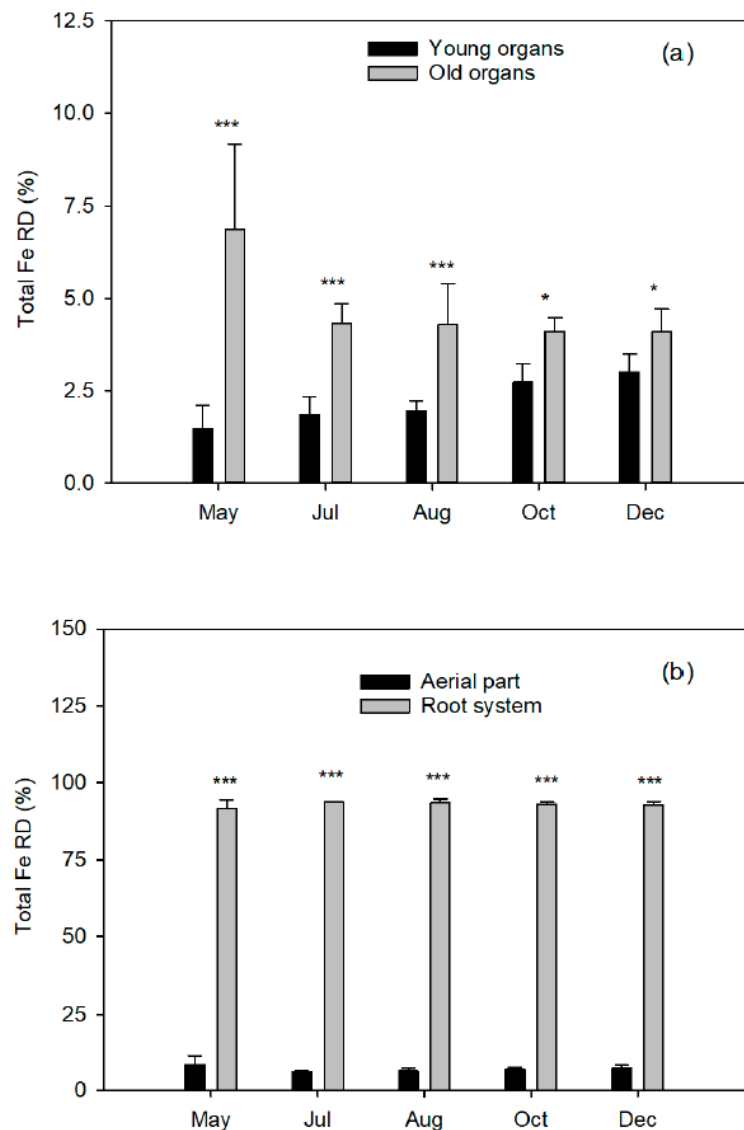 12.5
Young organs
(a)
Old organs
10.0
***
Total Fe RD (%)
7.5
***
***
5.0
*
*
2.5
0.0
May Jul Aug Oct Dec
150
(b)
Aerial part
Root system
125
100
*** *** *** *** ***
Total Fe RD (%)
75
50
25
0
May Jul Aug Oct Dec